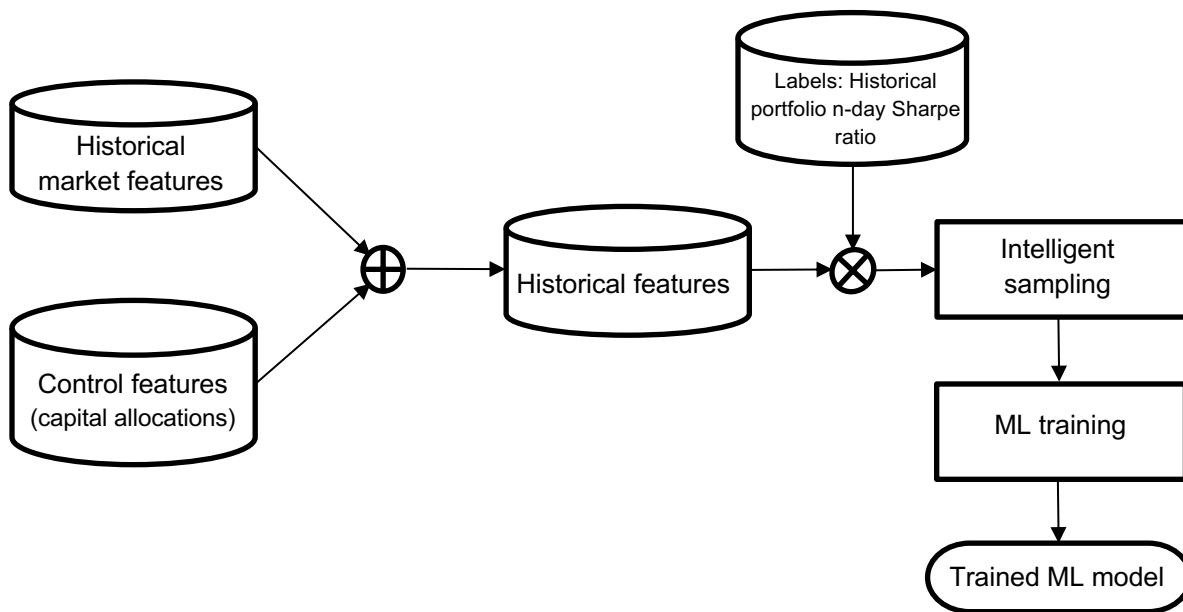 Labels: Historical
portfolio n-day Sharpe
ratio
Historical
market features
Control features
(capital allocations)
Historical features
Intelligent
sampling
ML training
Trained ML model